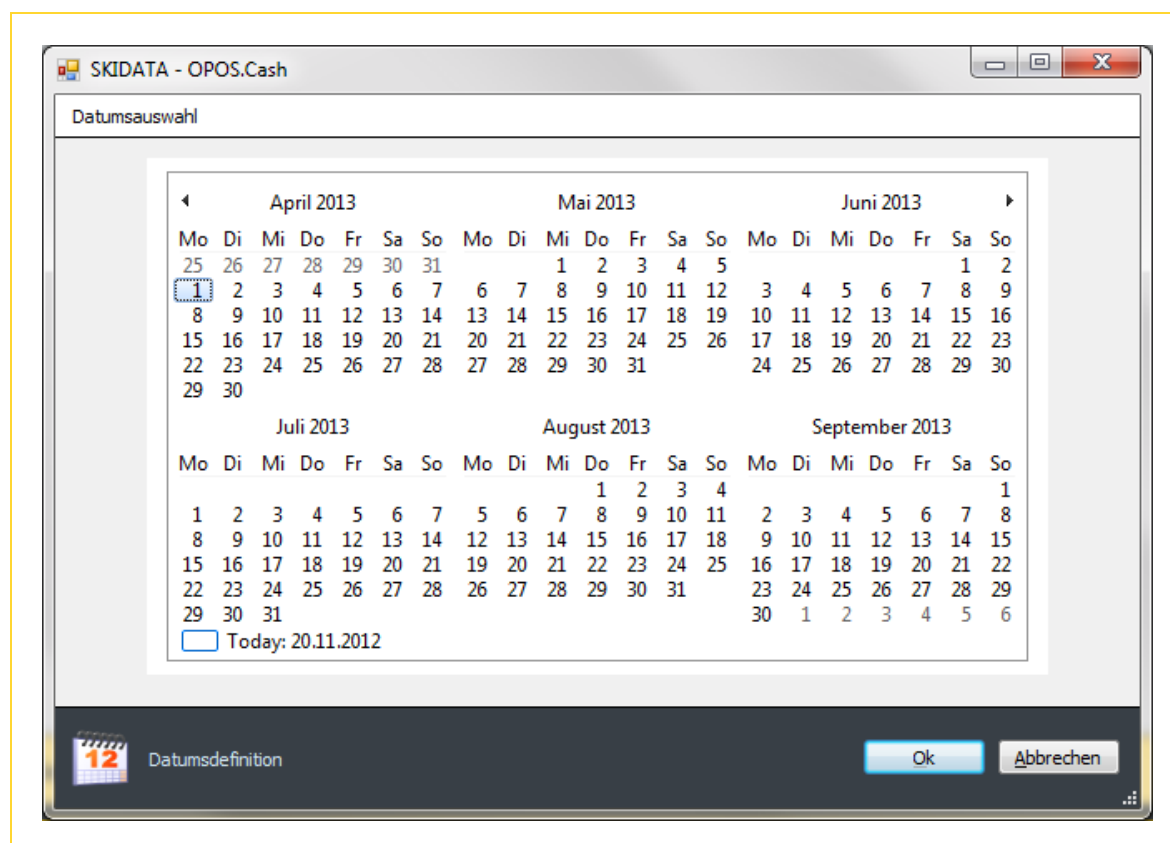 SKIDATA - OPOS.Cash
Datumsauswahl
April 2013 Mai 2013 Juni 2013
Mo Di Mi Do Fr Sa So Mo Di Mi Do Fr Sa So Mo Di Mi Do Fr Sa So
25 26 27 28 29 30 31 1 2 3 4 5 1 2
1 2 3 4 5 6 7 6 7 8 9 10 11 12 3 4 5 6 7 8 9
8 9 10 11 12 13 14 13 14 15 16 17 18 19 10 11 12 13 14 15 16
15 16 17 18 19 20 21 20 21 22 23 24 25 26 17 18 19 20 21 22 23
22 23 24 25 26 27 28 27 28 29 30 31 24 25 26 27 28 29 30
29 30
Juli 2013 August 2013 September 2013
Mo Di Mi Do Fr Sa So Mo Di Mi Do Fr Sa So Mo Di Mi Do Fr Sa So
1 2 3 4 1
1 2 3 4 5 6 7 5 6 7 8 9 10 11 2 3 4 5 6 7 8
8 9 10 11 12 13 14 12 13 14 15 16 17 18 9 10 11 12 13 14 15
15 16 17 18 19 20 21 19 20 21 22 23 24 25 16 17 18 19 20 21 22
22 23 24 25 26 27 28 26 27 28 29 30 31 23 24 25 26 27 28 29
29 30 31 30 1 2 3 4 5 6
Today: 20.11.2012
12
Datumsdefinition
Ok
Abbrechen